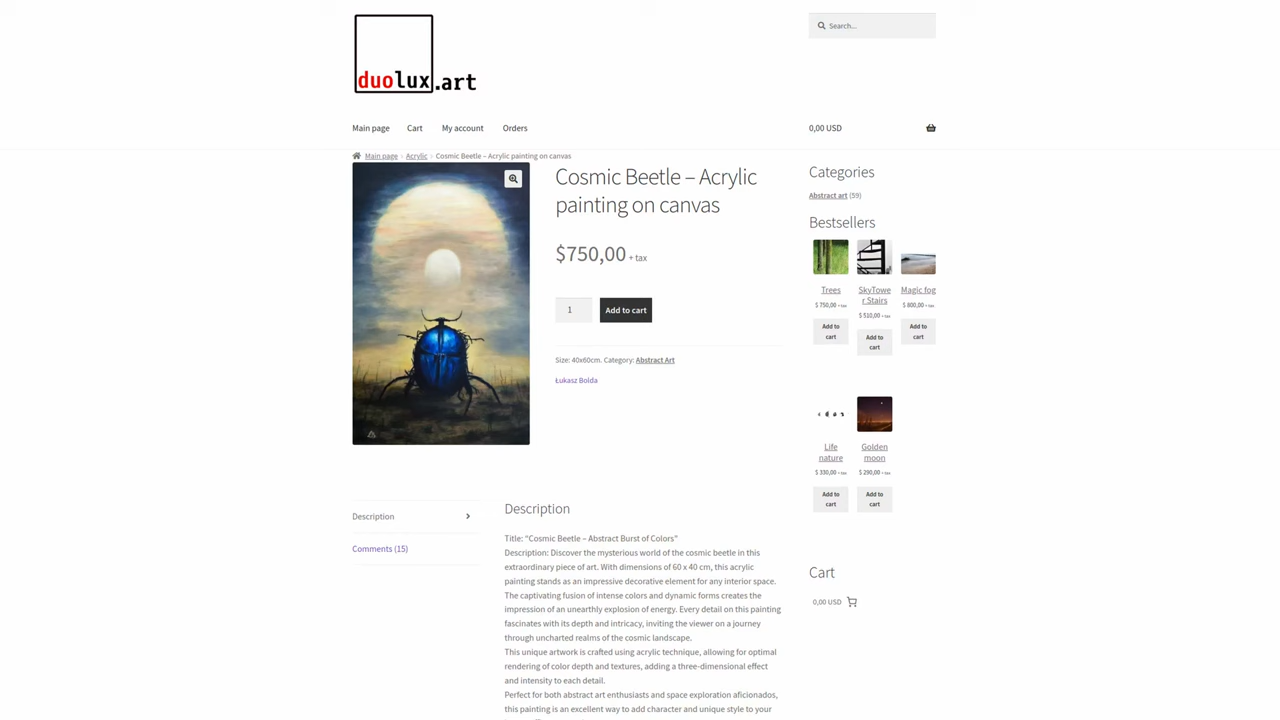 duolux.art
Search...
Main page
Cart
My account
Orders
0,00 USD
Main page
Acrylic
Cosmic Beetle – Acrylic painting on canvas
Cosmic Beetle – Acrylic
painting on canvas
$750,00 + tax
1
Add to cart
Size: 40x60cm. Category: Abstract Art
Łukasz Bolda
Categories
Abstract art (59)
Bestsellers
Trees
$ 750,00 + tax
Add to
cart
SkyTowe
r Stairs
$ 510,00 + tax
Add to
cart
Magic fog
$ 800,00 + tax
Add to
cart
Life
nature
$ 330,00 + tax
Add to
cart
Golden
moon
$ 290,00 + tax
Add to
cart
Cart
0,00 USD
Description
Comments (15)
Description
Title: "Cosmic Beetle – Abstract Burst of Colors"
Description: Discover the mysterious world of the cosmic beetle in this
extraordinary piece of art. With dimensions of 60 x 40 cm, this acrylic
painting stands as an impressive decorative element for any interior space.
The captivating fusion of intense colors and dynamic forms creates the
impression of an unearthly explosion of energy. Every detail on this painting
fascinates with its depth and intricacy, inviting the viewer on a journey
through uncharted realms of the cosmic landscape.
This unique artwork is crafted using acrylic technique, allowing for optimal
rendering of color depth and textures, adding a three-dimensional effect
and intensity to each detail.
Perfect for both abstract art enthusiasts and space exploration aficionados,
this painting is an excellent way to add character and unique style to your